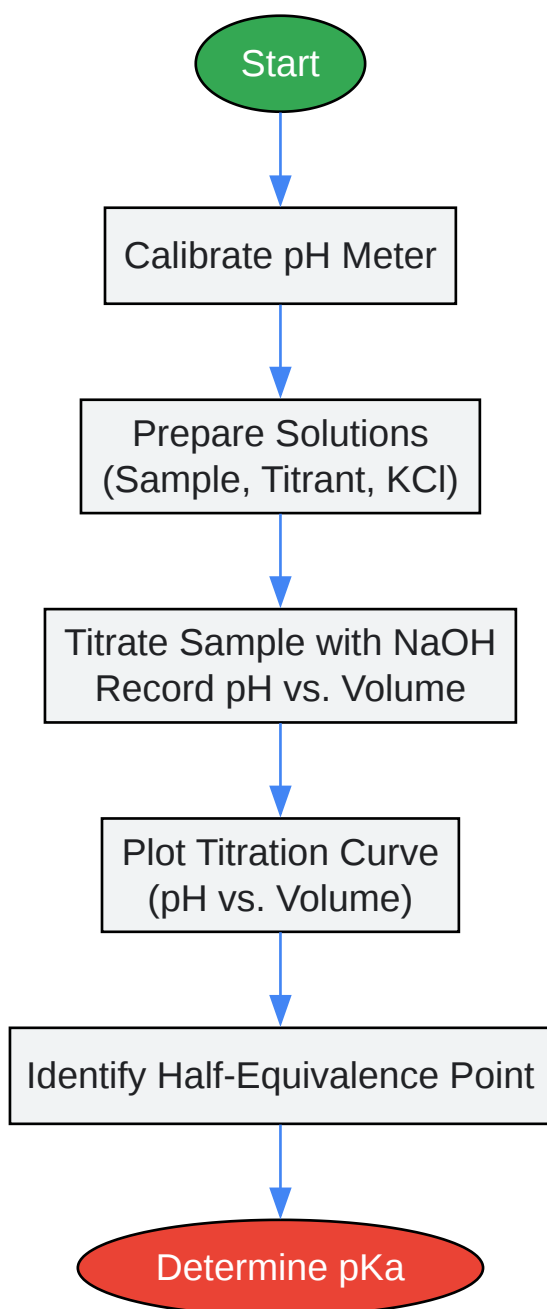 Start
Calibrate pH Meter
Prepare Solutions
(Sample, Titrant, KCl)
Titrate Sample with NaOH
Record pH vs. Volume
Plot Titration Curve
(pH vs. Volume)
Identify Half-Equivalence Point
Determine pKa